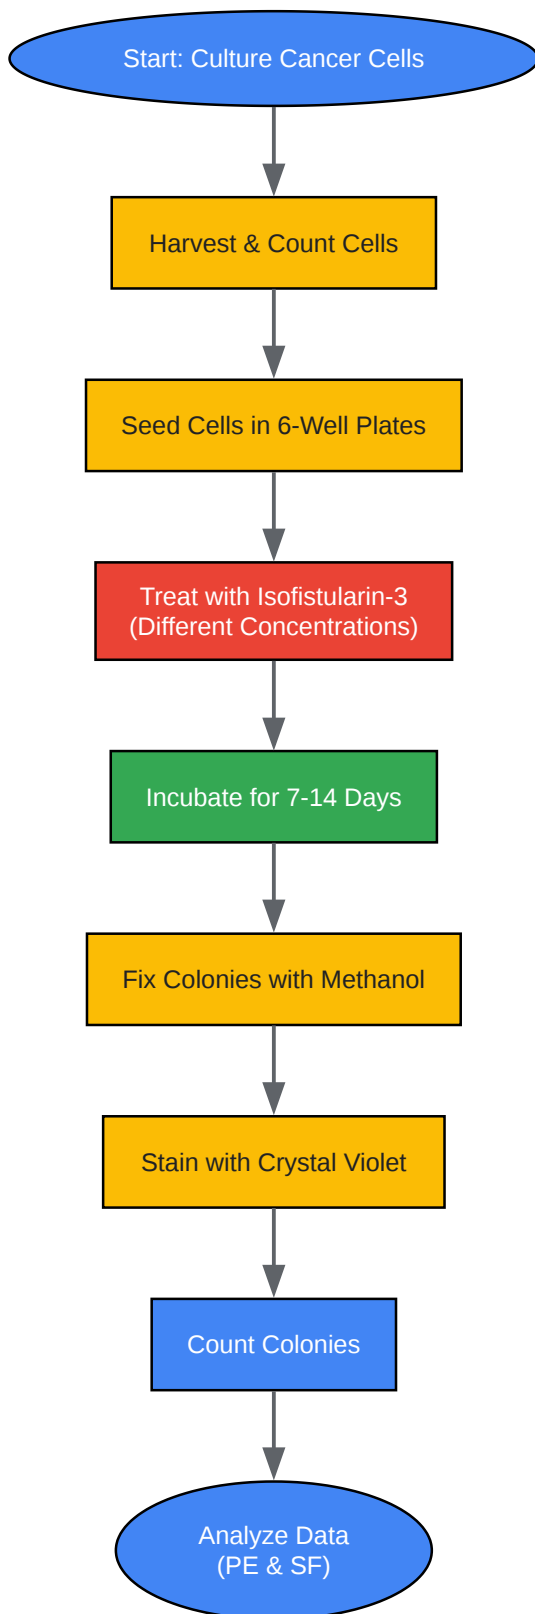 Start: Culture Cancer Cells
Harvest & Count Cells
Seed Cells in 6-Well Plates
Treat with Isofistularin-3
(Different Concentrations)
Incubate for 7-14 Days
Fix Colonies with Methanol
Stain with Crystal Violet
Count Colonies
Analyze Data
(PE & SF)